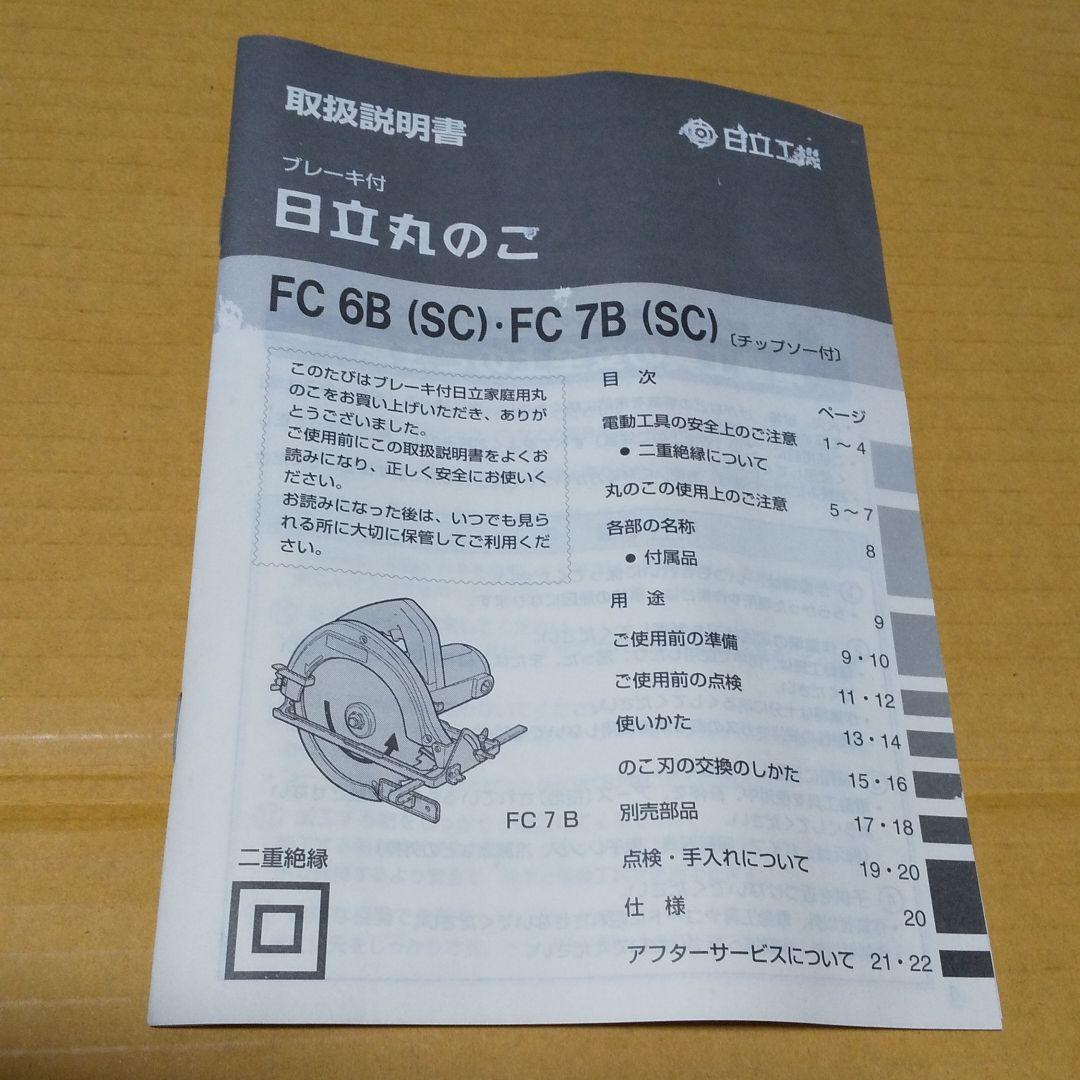 取扱説明書
日立工機
ブレーキ付
日立丸のこ
FC 6B (SC)・FC 7B (SC)〔チップソー付〕
このたびはブレーキ付日立家庭用丸
のこをお買い上げいただき、ありが
とうございました。
ご使用前にこの取扱説明書をよくお
読みになり、正しく安全にお使いく
ださい。
お読みになった後は、いつでも見ら
れる所に大切に保管してご利用くだ
さい。
FC 7 B
二重絶縁
目 次
ページ
電動工具の安全上のご注意 1～4
● 二重絶縁について
丸のこの使用上のご注意 5～7
各部の名称 8
● 付属品
用 途 9
ご使用前の準備 9・10
ご使用前の点検 11・12
使いかた 13・14
のこ刃の交換のしかた 15・16
別売部品 17・18
点検・手入れについて 19・20
仕 様 20
アフターサービスについて 21・22